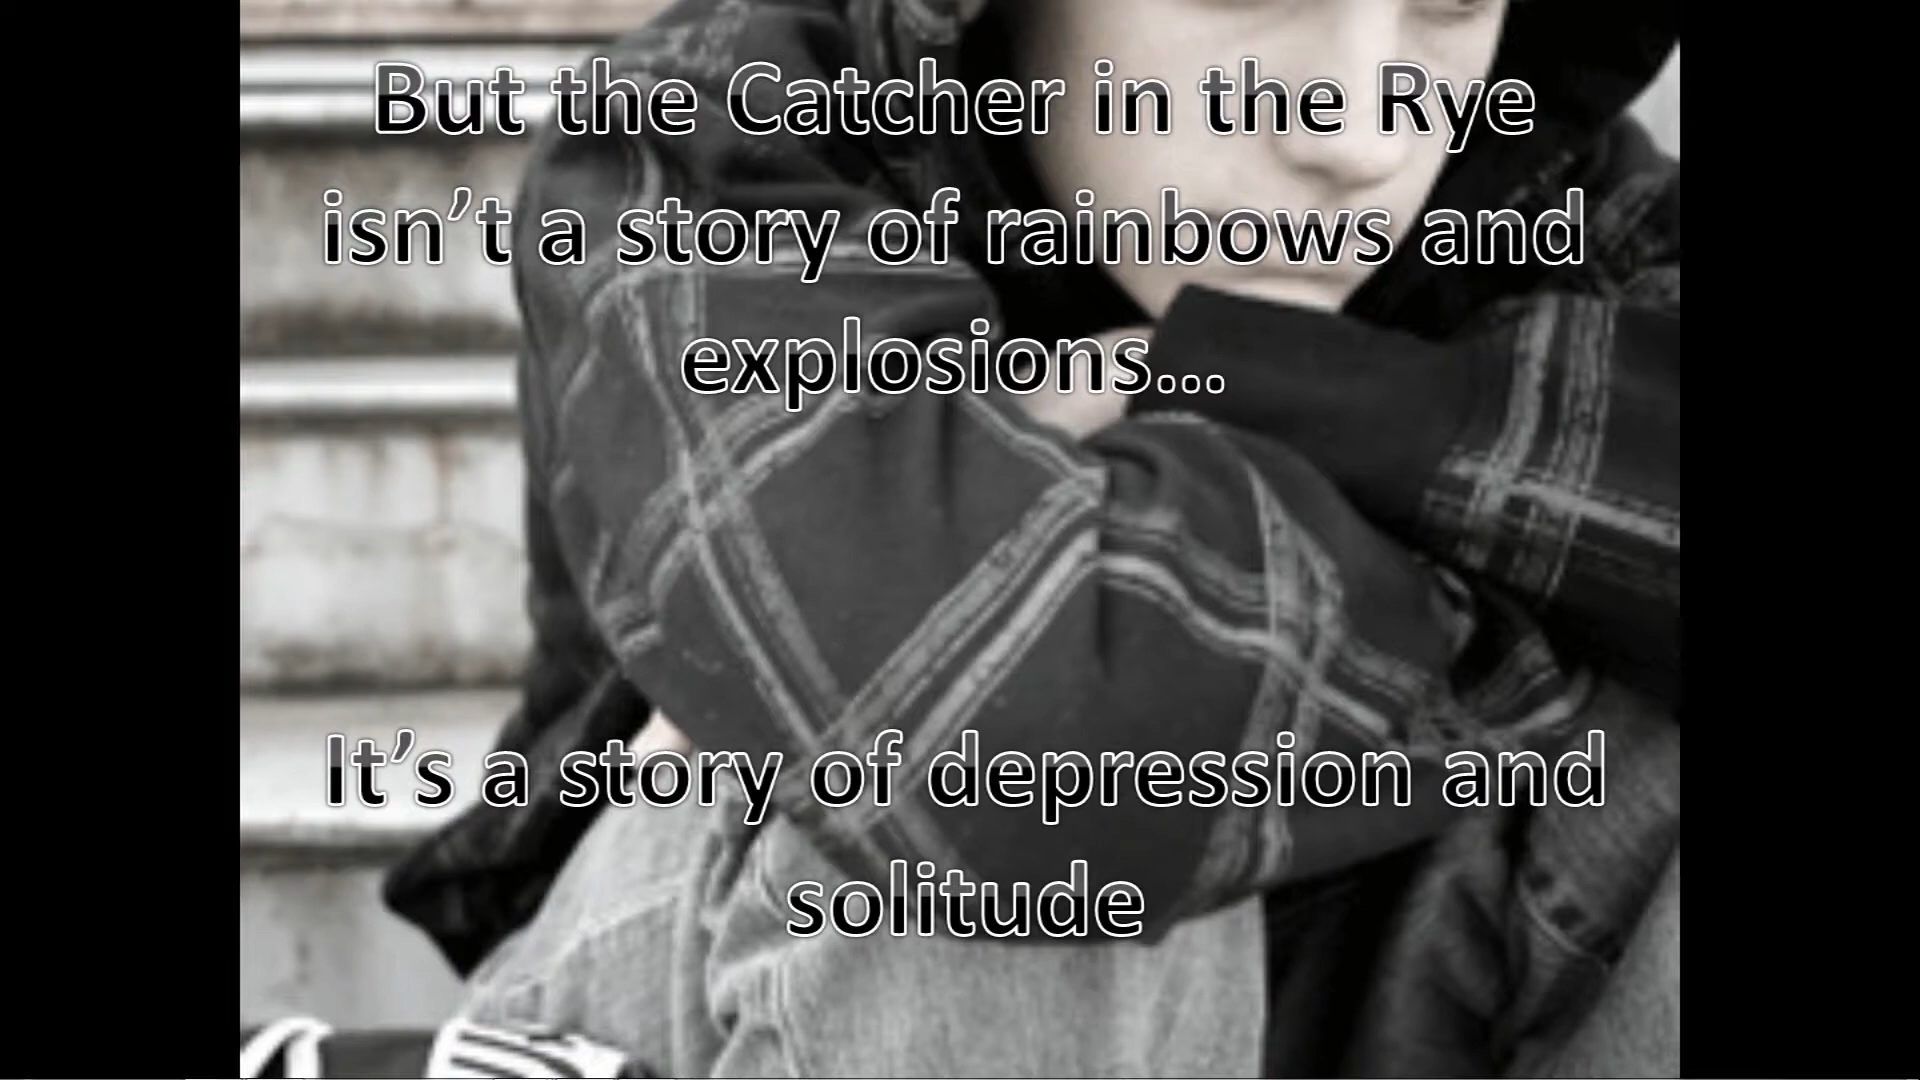 But the Catcher in the Rye
isn’t a story of rainbows and
explosions…
It’s a story of depression and
solitude